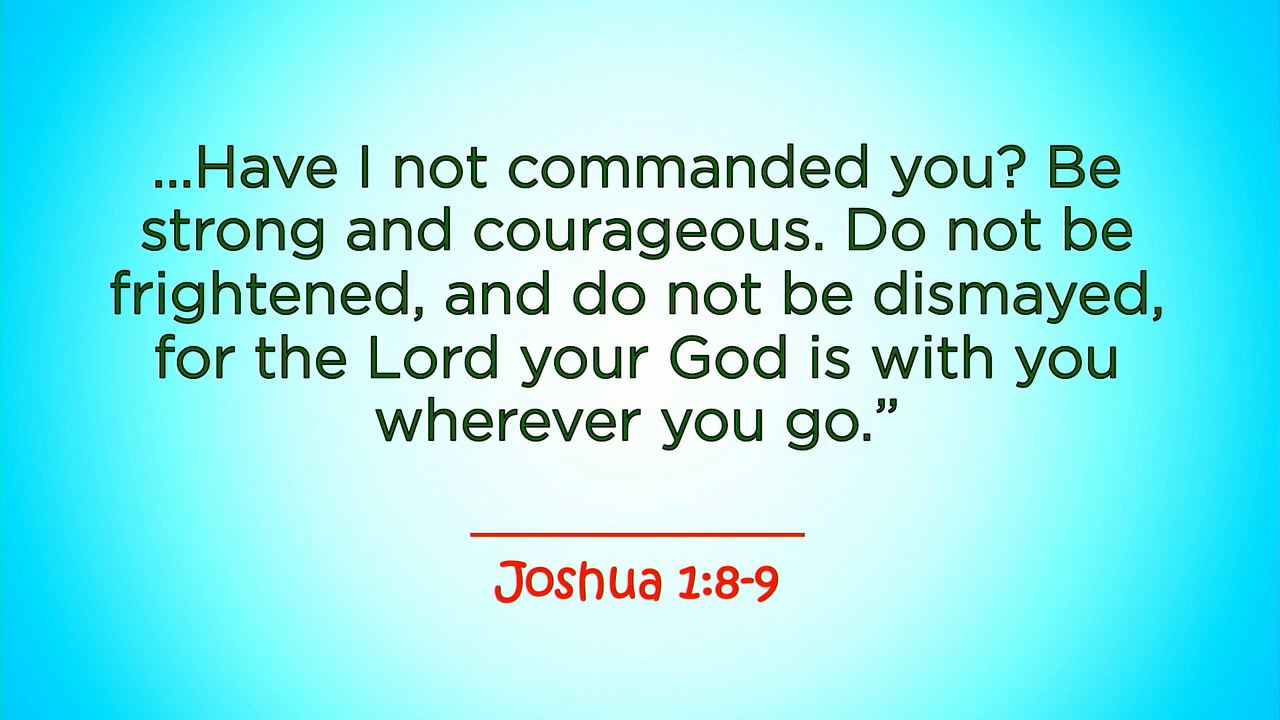 ...Have I not commanded you? Be
strong and courageous. Do not be
frightened, and do not be dismayed,
for the Lord your God is with you
wherever you go.”
Joshua 1:8-9